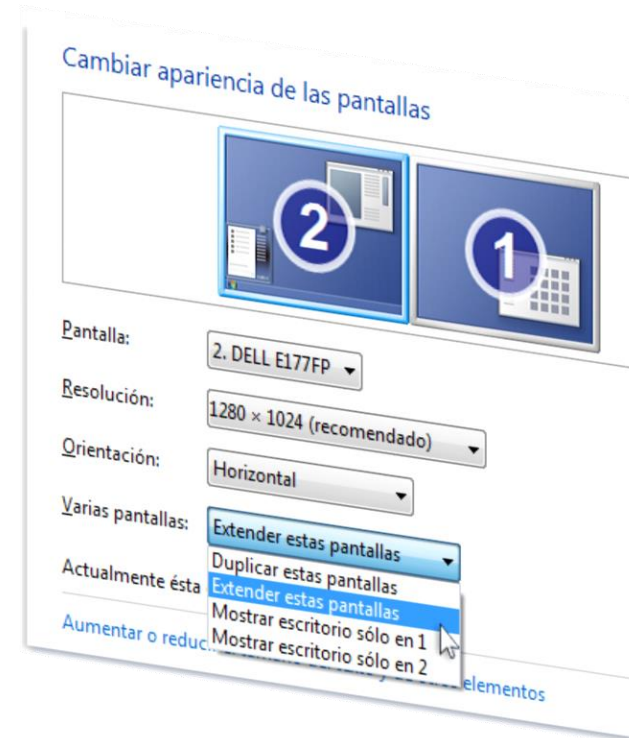 Cambiar apariencia de las pantallas
2
1
Pantalla:
2. DELL E177FP
Resolución:
1280 × 1024 (recomendado)
Orientación:
Horizontal
Varias pantallas:
Extender estas pantallas
Duplicar estas pantallas
Extender estas pantallas
Mostrar escritorio sólo en 1
Mostrar escritorio sólo en 2
Actualmente ésta
Aumentar o reduc
elementos